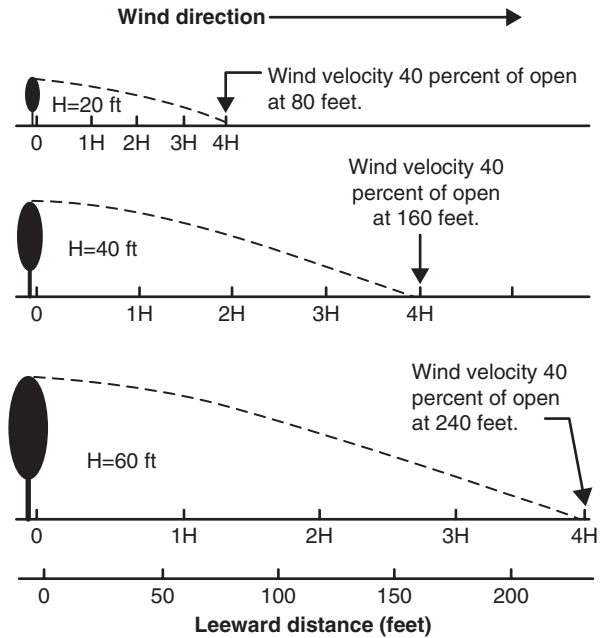 Wind direction
Wind velocity 40 percent of open
at 80 feet.
H=20 ft
0 1H 2H 3H 4H
Wind velocity 40
percent of open
at 160 feet.
H=40 ft
0 1H 2H 3H 4H
Wind velocity 40
percent of open
at 240 feet.
H=60 ft
0 1H 2H 3H 4H
0 50 100 150 200
Leeward distance (feet)